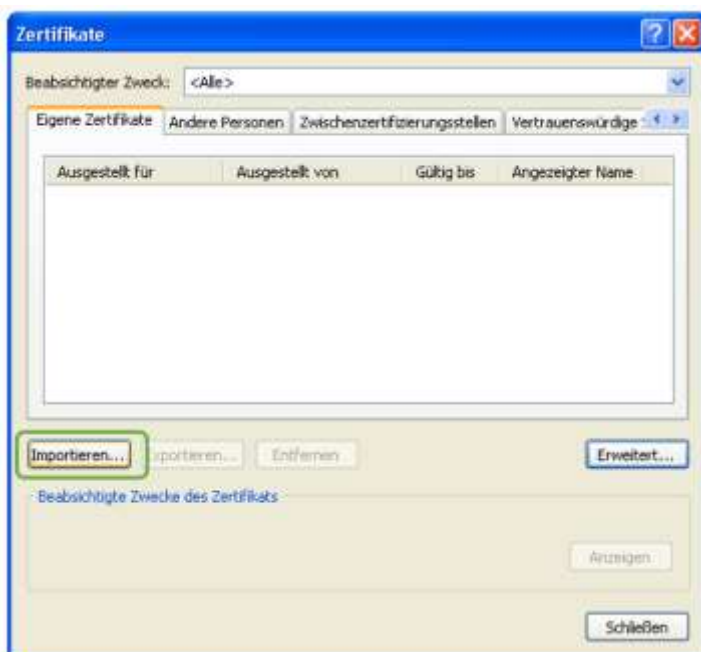 Zertifikate
Beabsichtigter Zweck: <Alle>
Eigene Zertifikate Andere Personen Zwischenzertifizierungsstellen Vertrauenswürdige
Ausgestellt für Ausgestellt von Gültig bis Angezeigter Name
Importieren... Exportieren... Entfernen Erweitert...
Beabsichtigte Zwecke des Zertifikats
Anzeigen
Schließen